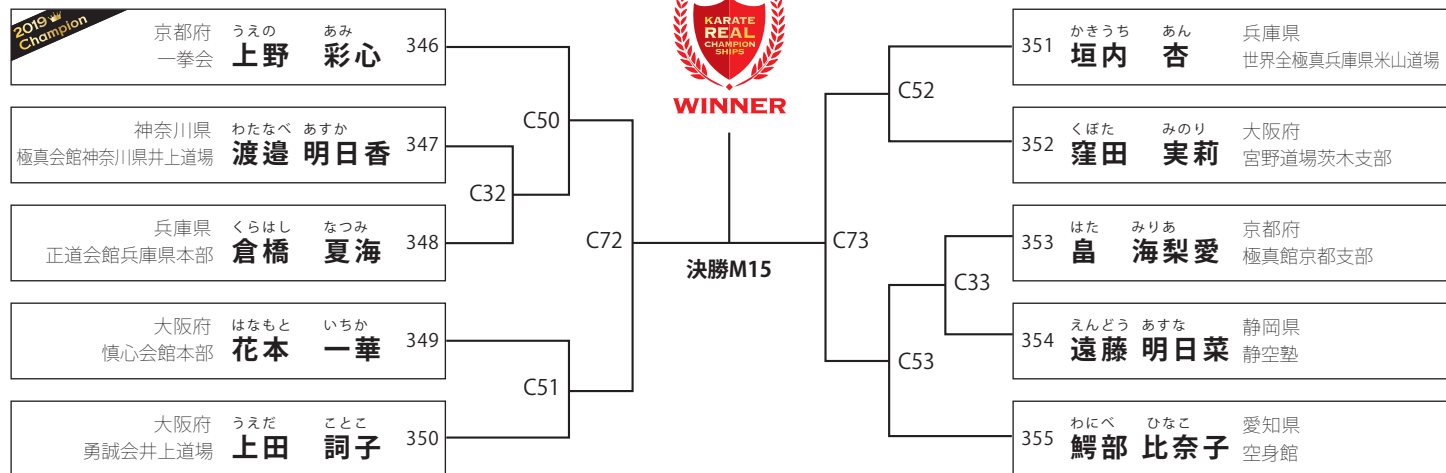 2019
Champion
京都府
一拳会
うえの あみ
上野 彩心
346
神奈川県
極真会館神奈川県井上道場
わたなべ あすか
渡邉 明日香
347
兵庫県
正道会館兵庫県本部
くらはし なつみ
倉橋 夏海
348
大阪府
慎心会館本部
はなもと いちか
花本 一華
349
大阪府
勇誠会井上道場
うえだ ことこ
上田 詞子
350
C50
C32
C72
C51
KARATE
REAL
CHAMPION
SHIPS
WINNER
決勝M15
C52
C73
C33
C53
351
かきうち あん
垣内 杏
兵庫県
世界全極真兵庫県米山道場
352
くぼた みのり
窪田 実莉
大阪府
宮野道場茨木支部
353
はた みりあ
畠 海梨愛
京都府
極真館京都支部
354
えんどう あすな
遠藤 明日菜
静岡県
静空塾
355
わにべ ひなこ
鰐部 比奈子
愛知県
空身館